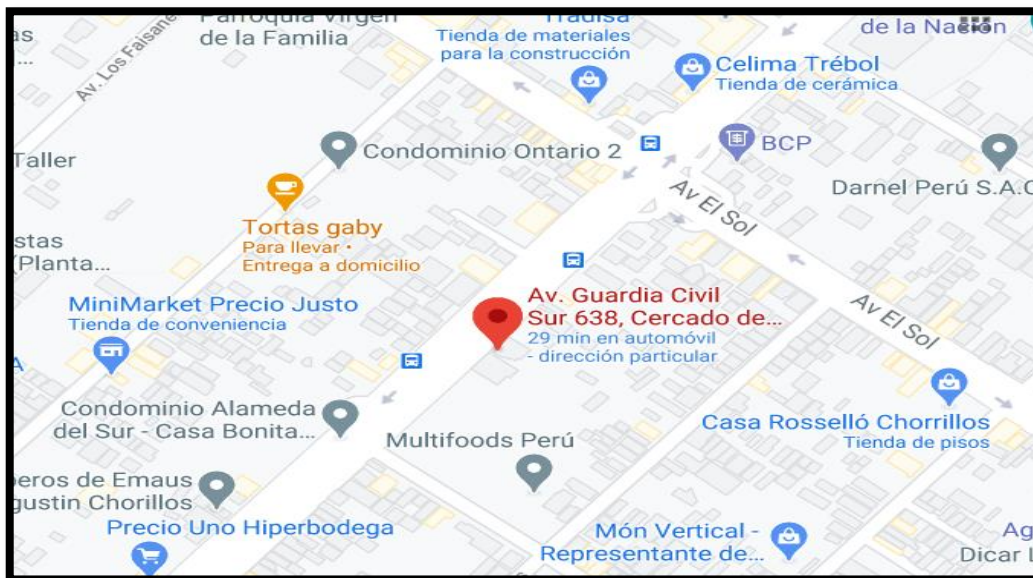 Parroquia Virgen
de la Familia
Tradisa
Tienda de materiales
para la construcción
de la Nación
as
...
Av. Los Faisane
Celima Trébol
Tienda de cerámica
Taller
Condominio Ontario 2
BCP
Darnel Perú S.A.C
Av El Sol
Tortas gaby
Para llevar •
Entrega a domicilio
stas
(Planta...
MiniMarket Precio Justo
Tienda de conveniencia
Av. Guardia Civil
Sur 638, Cercado de...
29 min en automóvil
- dirección particular
Av El Sol
A
Condominio Alameda
del Sur - Casa Bonita...
Multifoods Perú
Casa Rosselló Chorrillos
Tienda de pisos
eros de Emaus
gustin Chorillos
Precio Uno Hiperbodega
Món Vertical -
Representante de...
Ag
Dicar